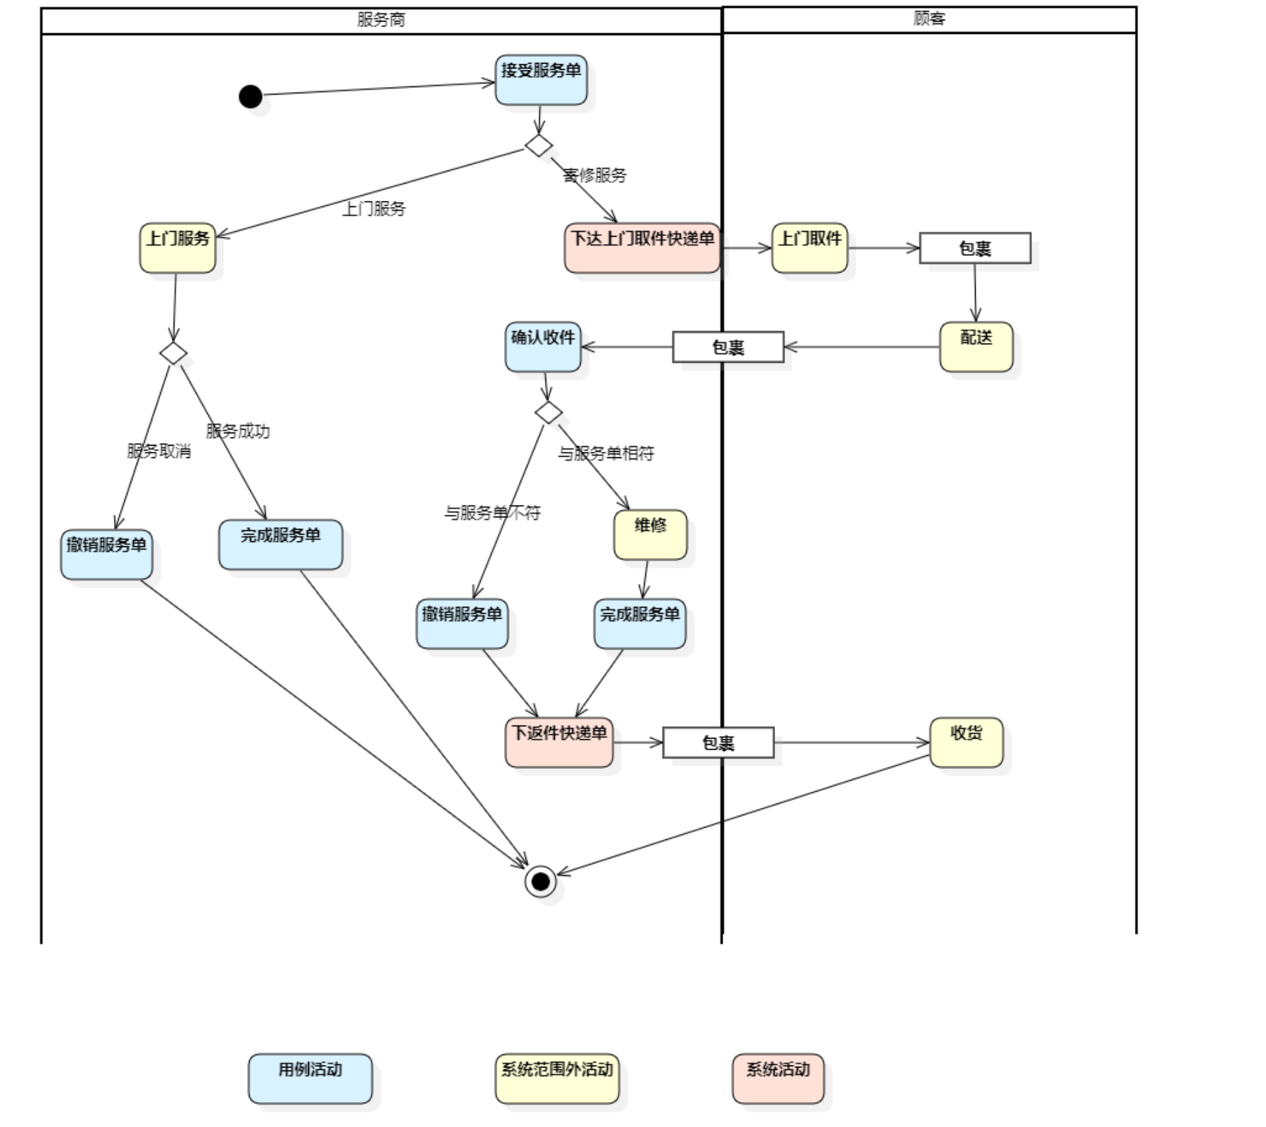 服务商
顾客
接受服务单
寄修服务
上门服务
上门服务
下达上门取件快递单
上门取件
包裹
确认收件
包裹
配送
服务成功
服务取消
与服务单相符
与服务单不符
维修
撤销服务单
完成服务单
撤销服务单
完成服务单
下返件快递单
包裹
收货
用例活动
系统范围外活动
系统活动